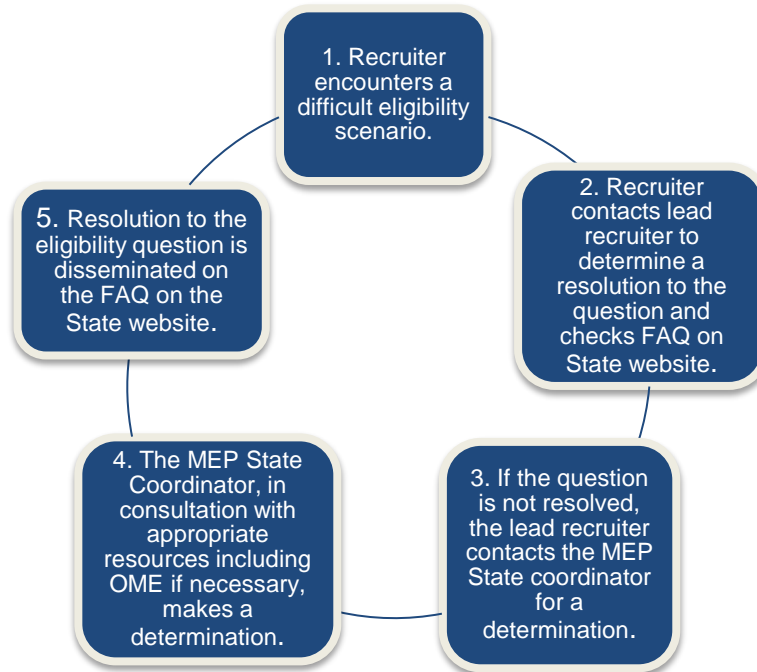 1. Recruiter
encounters a
difficult eligibility
scenario.
2. Recruiter
contacts lead
recruiter to
determine a
resolution to the
question and
checks FAQ on
State website.
3. If the question
is not resolved,
the lead recruiter
contacts the MEP
State coordinator
for a
determination.
4. The MEP State
Coordinator, in
consultation with
appropriate
resources including
OME if necessary,
makes a
determination.
5. Resolution to the
eligibility question is
disseminated on
the FAQ on the
State website.